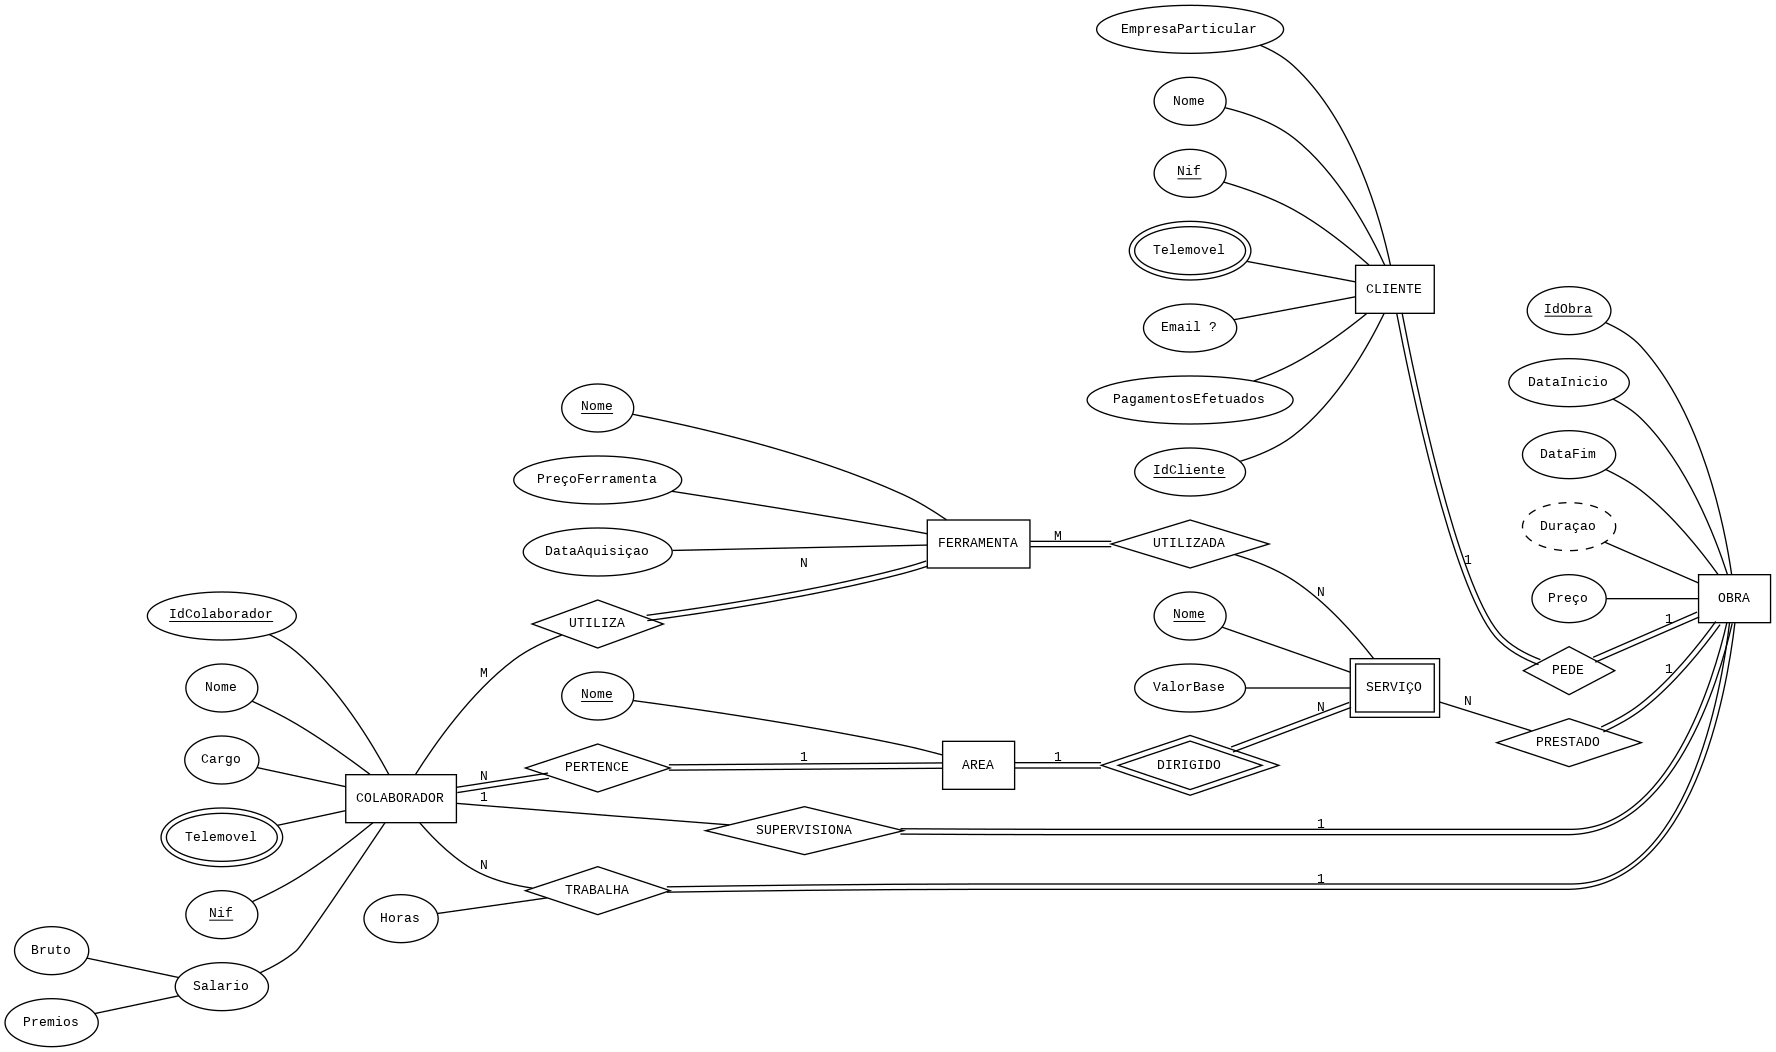 EmpresaParticular
Nome
Nif
Telemovel
CLIENTE
Email ?
PagamentosEfetuados
IdCliente
IdObra
DataInicio
DataFim
Duraçao
Preço
OBRA
1
1
PEDE
1
N
PRESTADO
Nome
PreçoFerramenta
DataAquisiçao
FERRAMENTA
M
UTILIZADA
N
N
UTILIZA
M
Nome
ValorBase
SERVIÇO
N
Nome
AREA
1
DIRIGIDO
1
PERTENCE
N
IdColaborador
Nome
Cargo
COLABORADOR
Telemovel
Nif
Salario
Bruto
Premios
1
SUPERVISIONA
1
N
TRABALHA
1
Horas